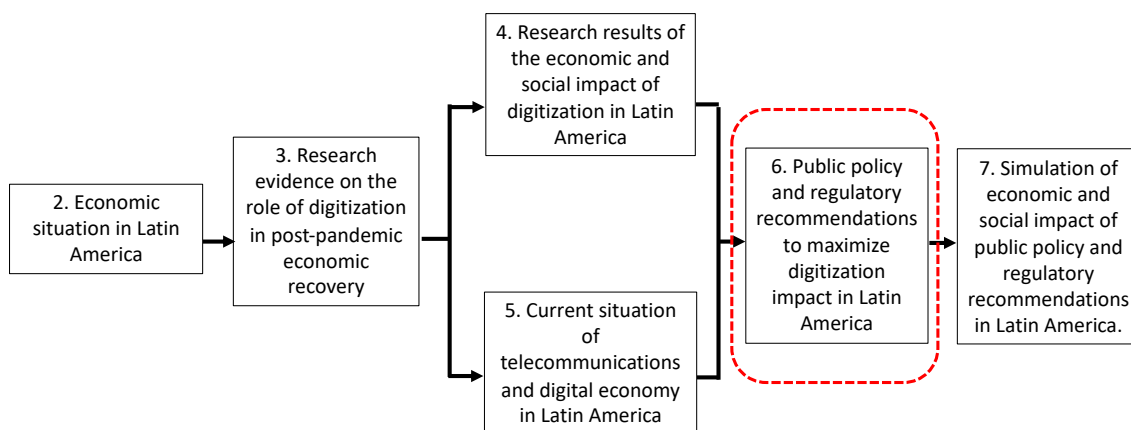 2. Economic
situation in Latin
America
3. Research
evidence on the
role of digitization
in post-pandemic
economic
recovery
4. Research results of
the economic and
social impact of
digitization in Latin
America
5. Current situation
of
telecommunications
and digital economy
in Latin America
6. Public policy
and regulatory
recommendations
to maximize
digitization
impact in Latin
America
7. Simulation of
economic and
social impact of
public policy and
regulatory
recommendations
in Latin America.